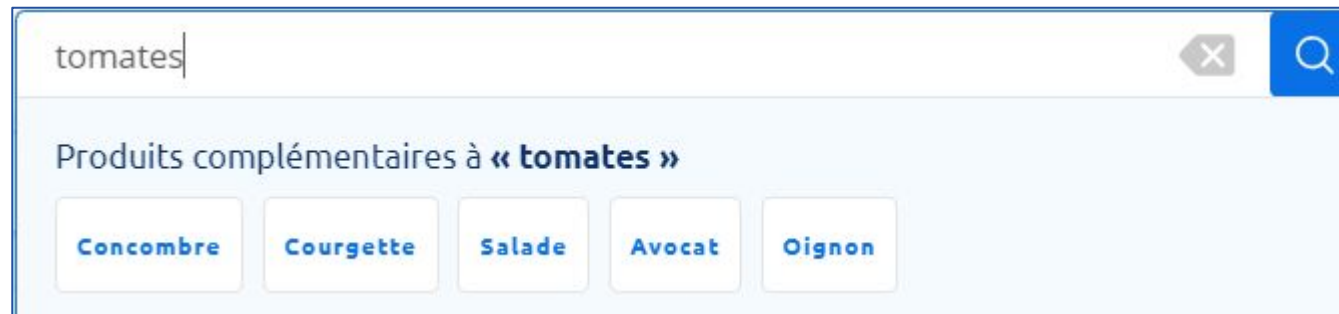 tomates
Produits complémentaires à « tomates »
Concombre Courgette Salade Avocat Oignon